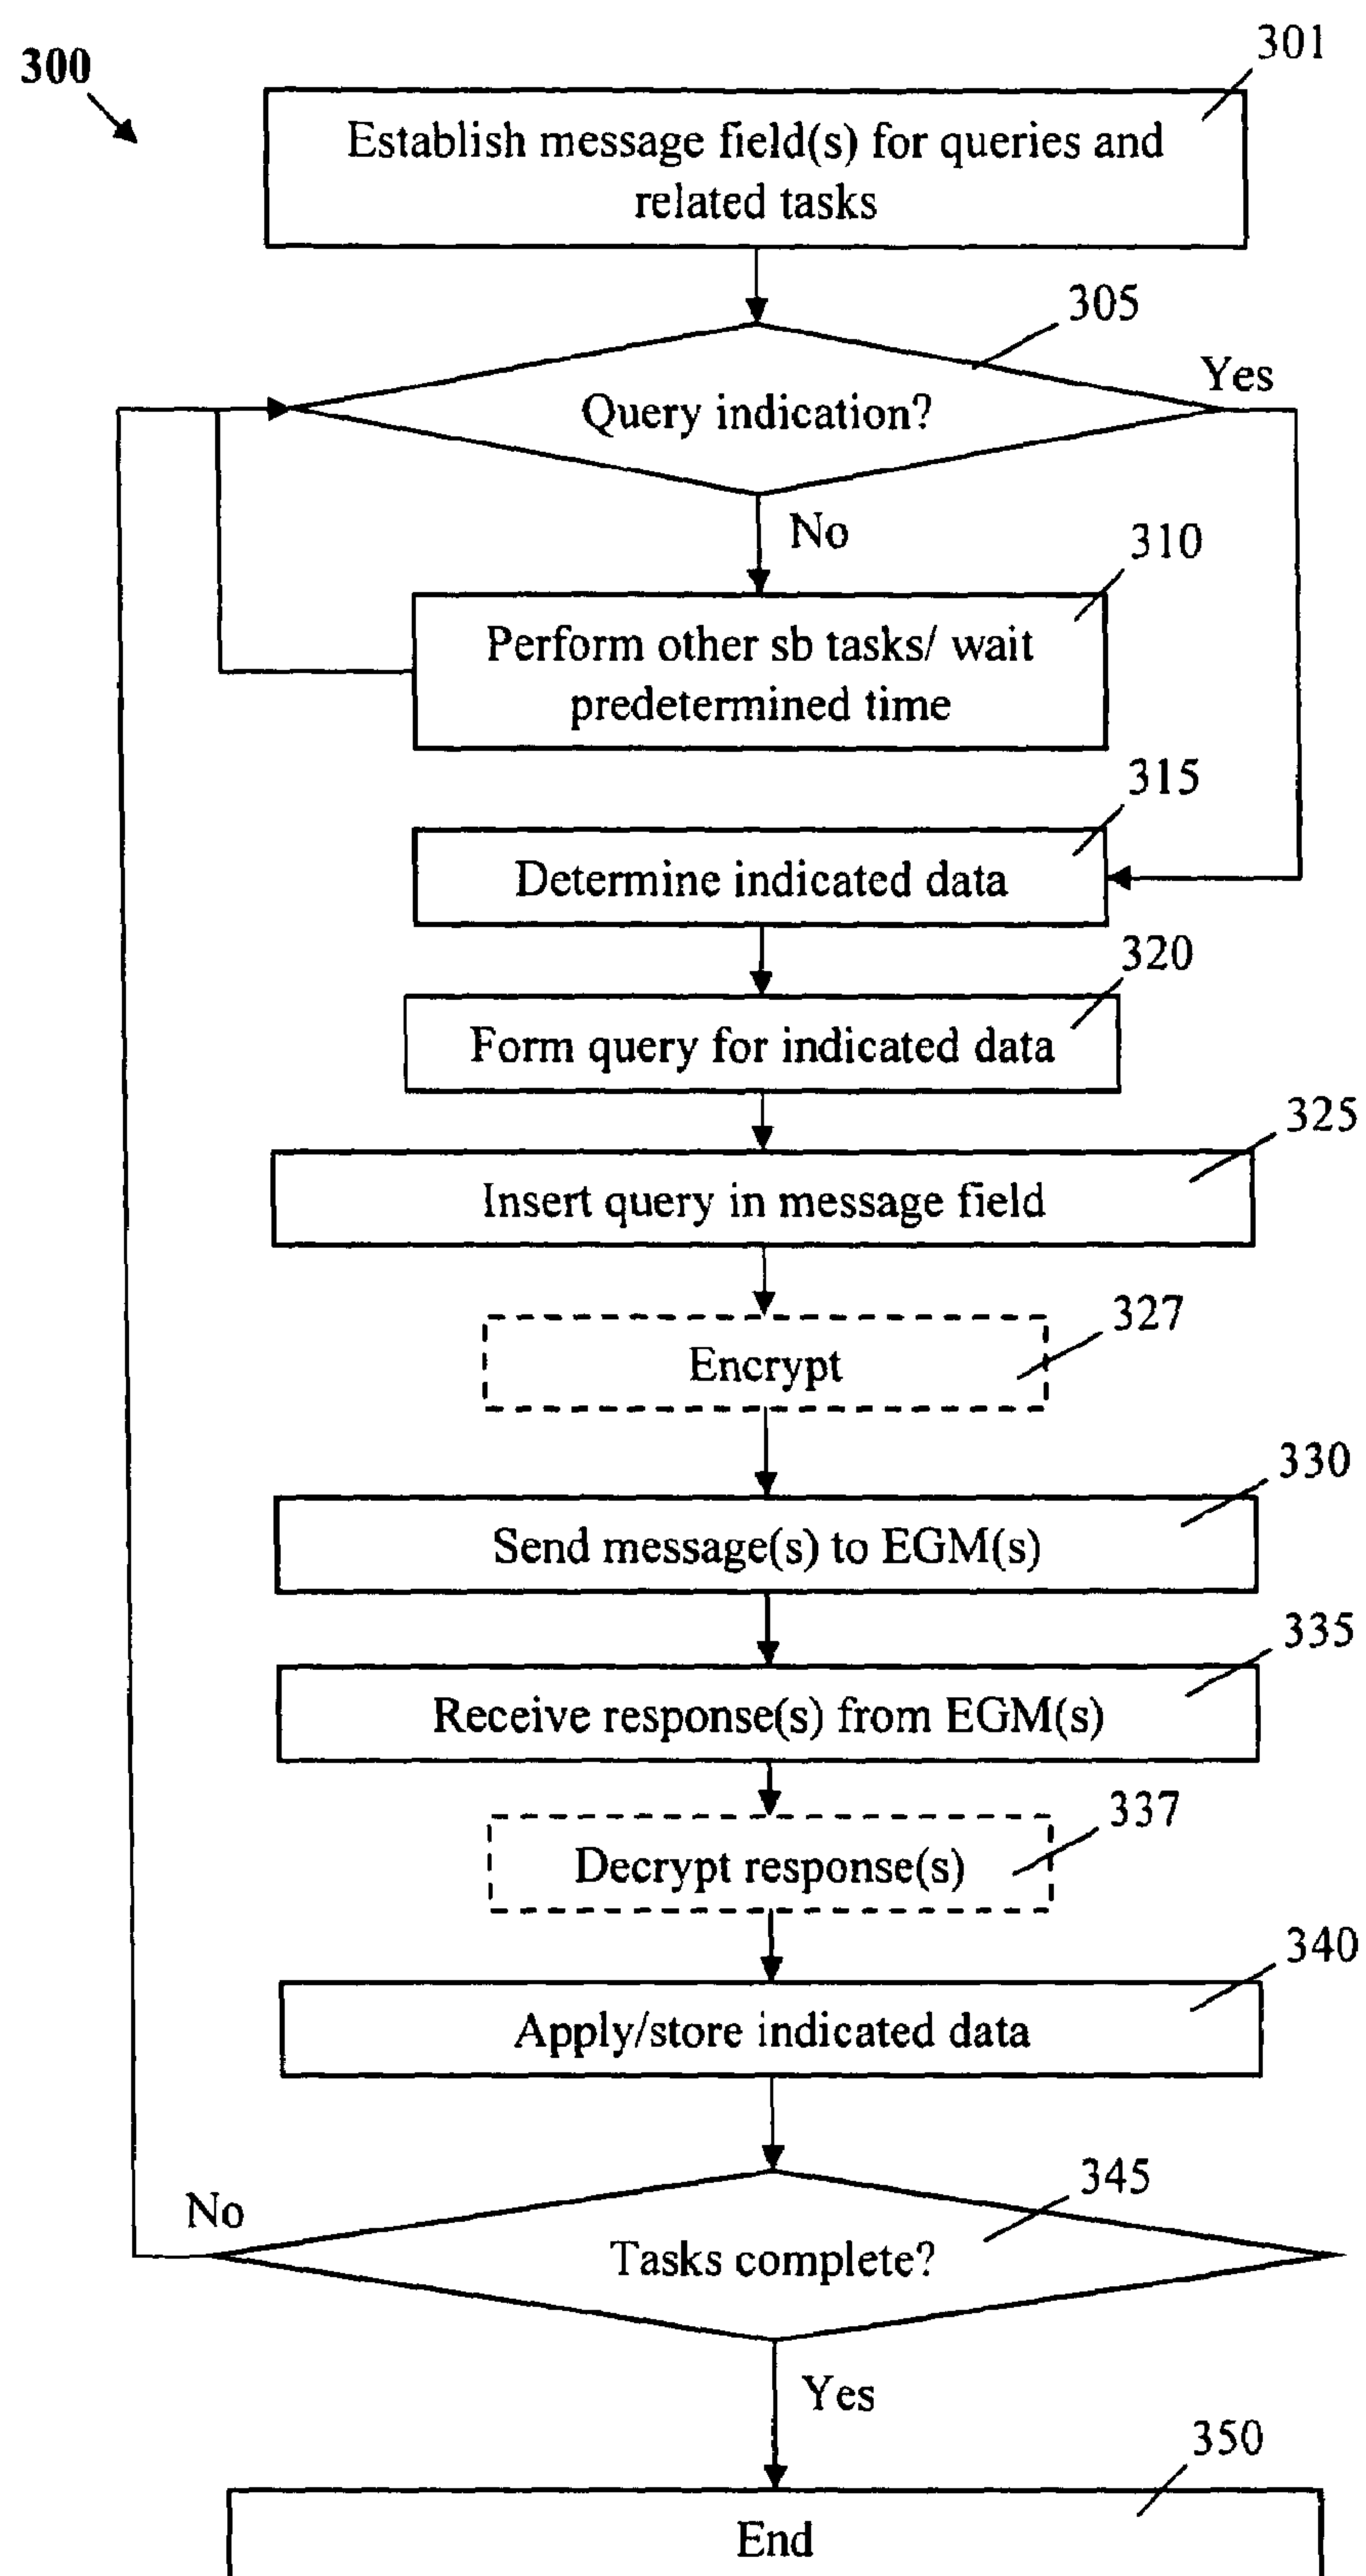 300
301
Establish message field(s) for queries and
related tasks
305
Yes
Query indication?
No
310
Perform other sb tasks/ wait
predetermined time
315
Determine indicated data
320
Form query for indicated data
325
Insert query in message field
327
Encrypt
330
Send message(s) to EGM(s)
335
Receive response(s) from EGM(s)
337
Decrypt response(s)
340
Apply/store indicated data
345
No
Tasks complete?
Yes
350
End